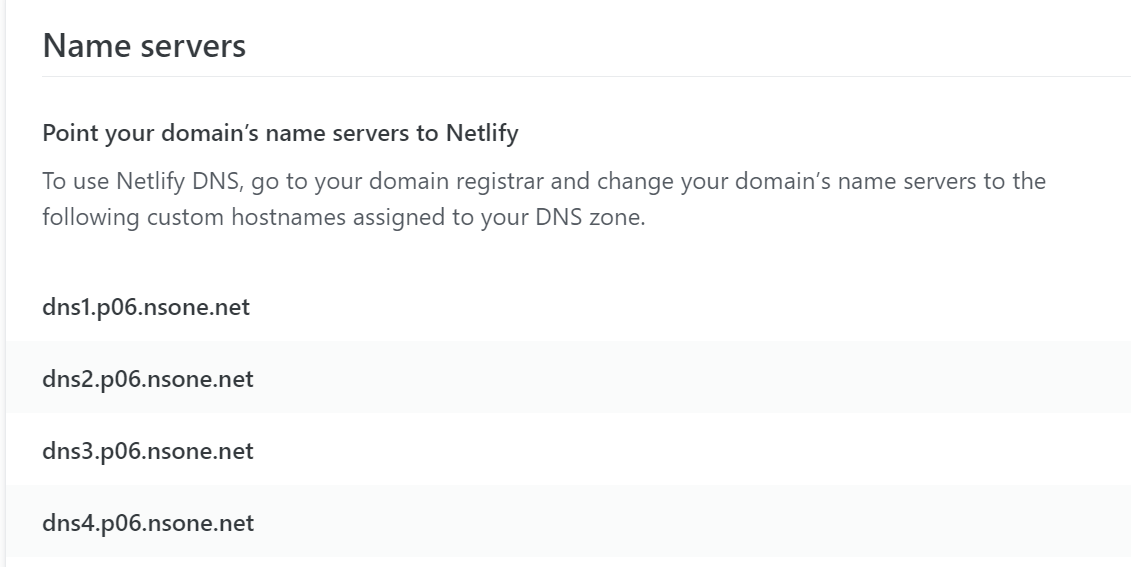 Name servers
Point your domain’s name servers to Netlify
To use Netlify DNS, go to your domain registrar and change your domain’s name servers to the
following custom hostnames assigned to your DNS zone.
dns1.p06.nsone.net
dns2.p06.nsone.net
dns3.p06.nsone.net
dns4.p06.nsone.net